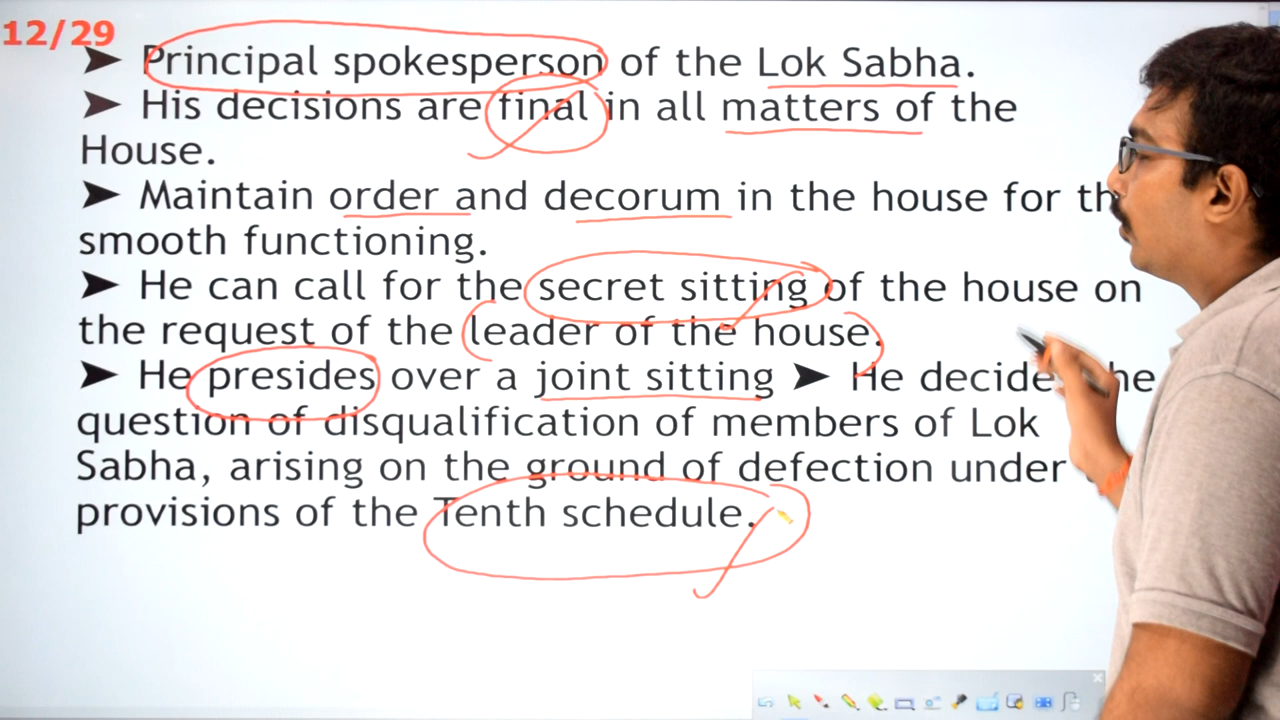 12/29
➤ Principal spokesperson of the Lok Sabha.
➤ His decisions are final in all matters of the
House.
➤ Maintain order and decorum in the house for th
smooth functioning.
➤ He can call for the secret sitting of the house on
the request of the leader of the house.
➤ He presides over a joint sitting ➤ He decide he
question of disqualification of members of Lok
Sabha, arising on the ground of defection under
provisions of the Tenth schedule.